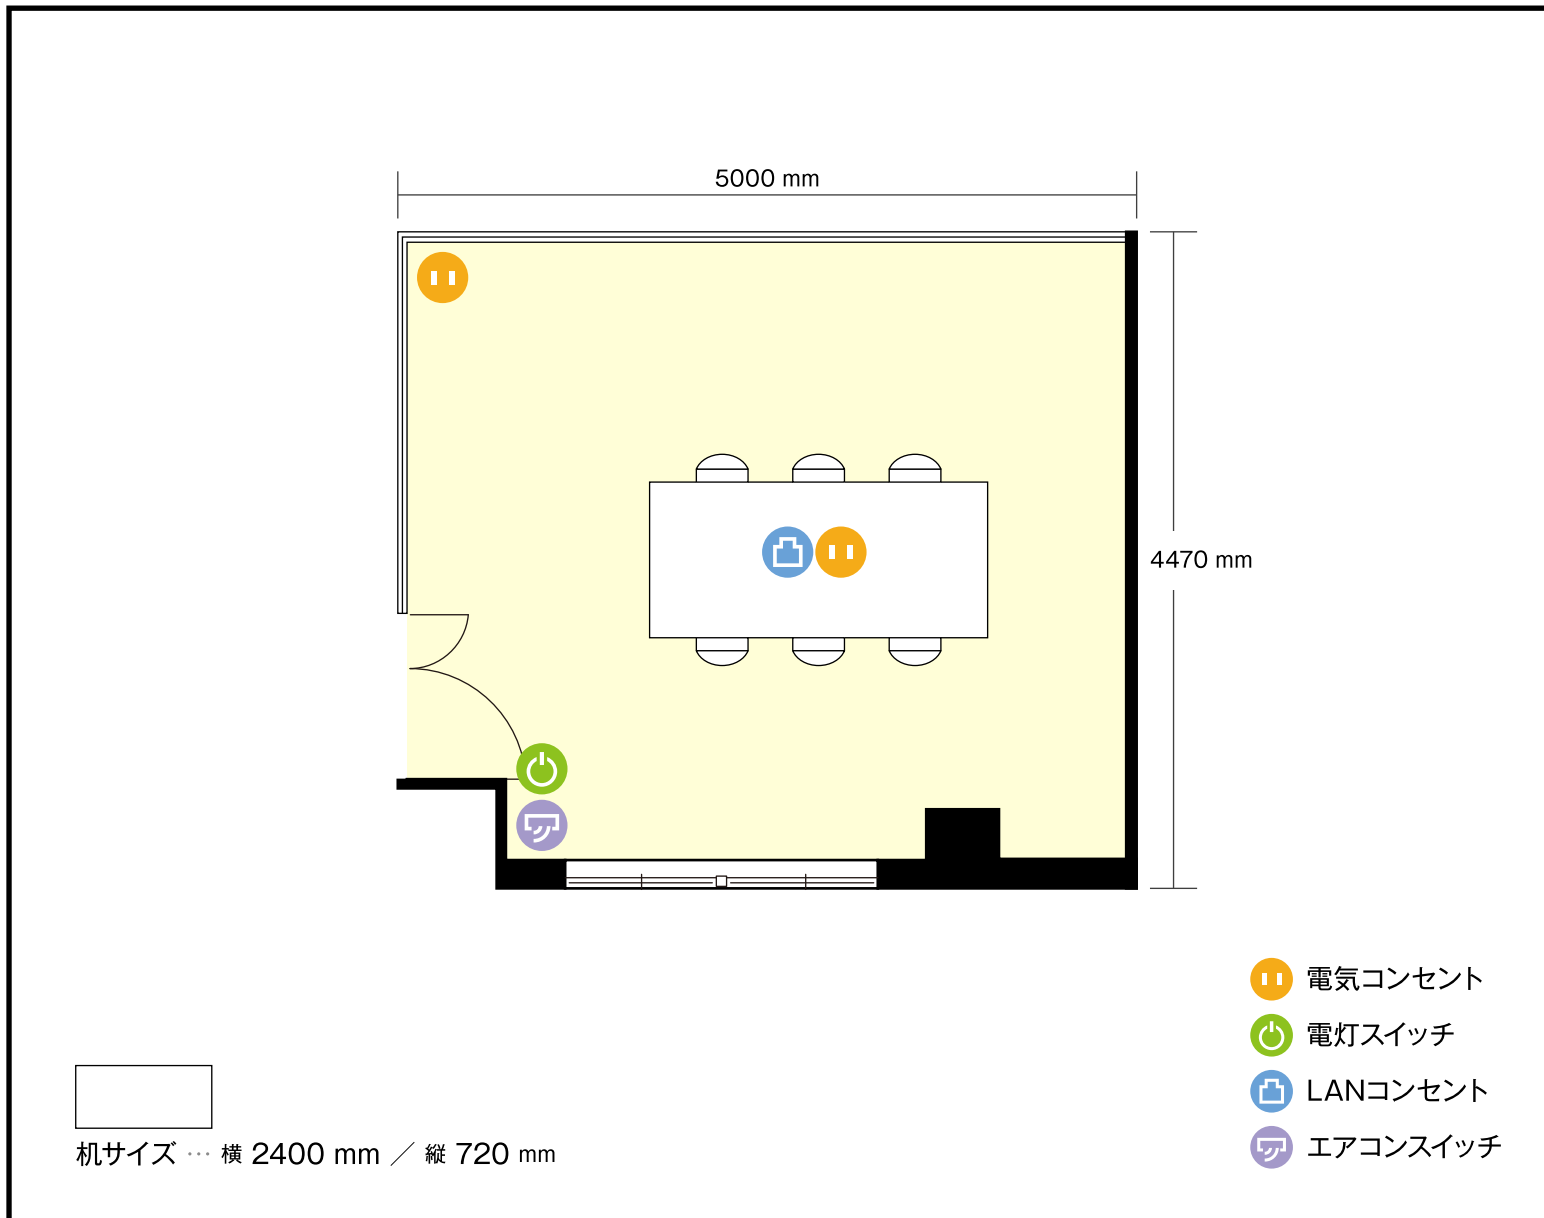 5000 mm
4470 mm
電気コンセント
電灯スイッチ
LANコンセント
エアコンスイッチ
机サイズ … 横 2400 mm ／ 縦 720 mm